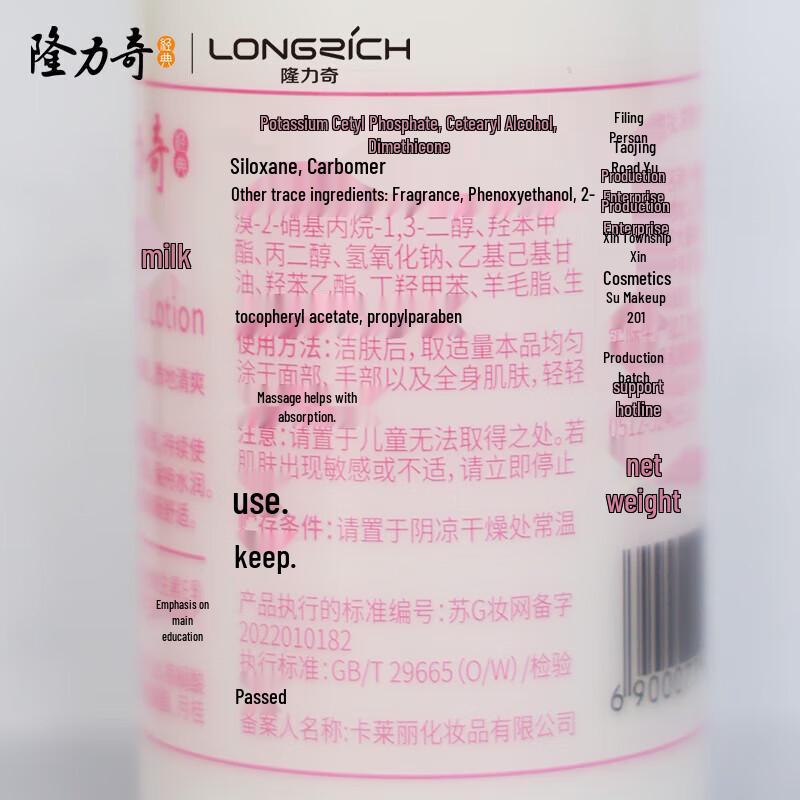 隆力奇 经典 LONGRICH
隆力奇
奇 经典
milk
Lotion
Emphasis on
main
education
Potassium Cetyl Phosphate, Cetearyl Alcohol,
Dimethicone
Siloxane, Carbomer
Other trace ingredients: Fragrance, Phenoxyethanol, 2-
溴-2-硝基丙烷-1,3-二醇、羟苯甲
酯、丙二醇、氢氧化钠、乙基己基甘
油、羟苯乙酯、丁羟甲苯、羊毛脂、生
tocopheryl acetate, propylparaben
使用方法:洁肤后,取适量本品均匀
涂于面部、手部以及全身肌肤,轻轻
Massage helps with
absorption.
注意:请置于儿童无法取得之处。若
肌肤出现敏感或不适,请立即停止
use.
贮存条件:请置于阴凉干燥处常温
keep.
产品执行的标准编号:苏G妆网备字
2022010182
执行标准:GB/T 29665(O/W)/检验
Passed
备案人名称:卡莱丽化妆品有限公司
Filing
Person
Taojing
Road Yu
Production
Enterprise
Production
Enterprise
Xin Township
Xin
Cosmetics
Su Makeup
201
Production
batch
support
hotline
net
weight